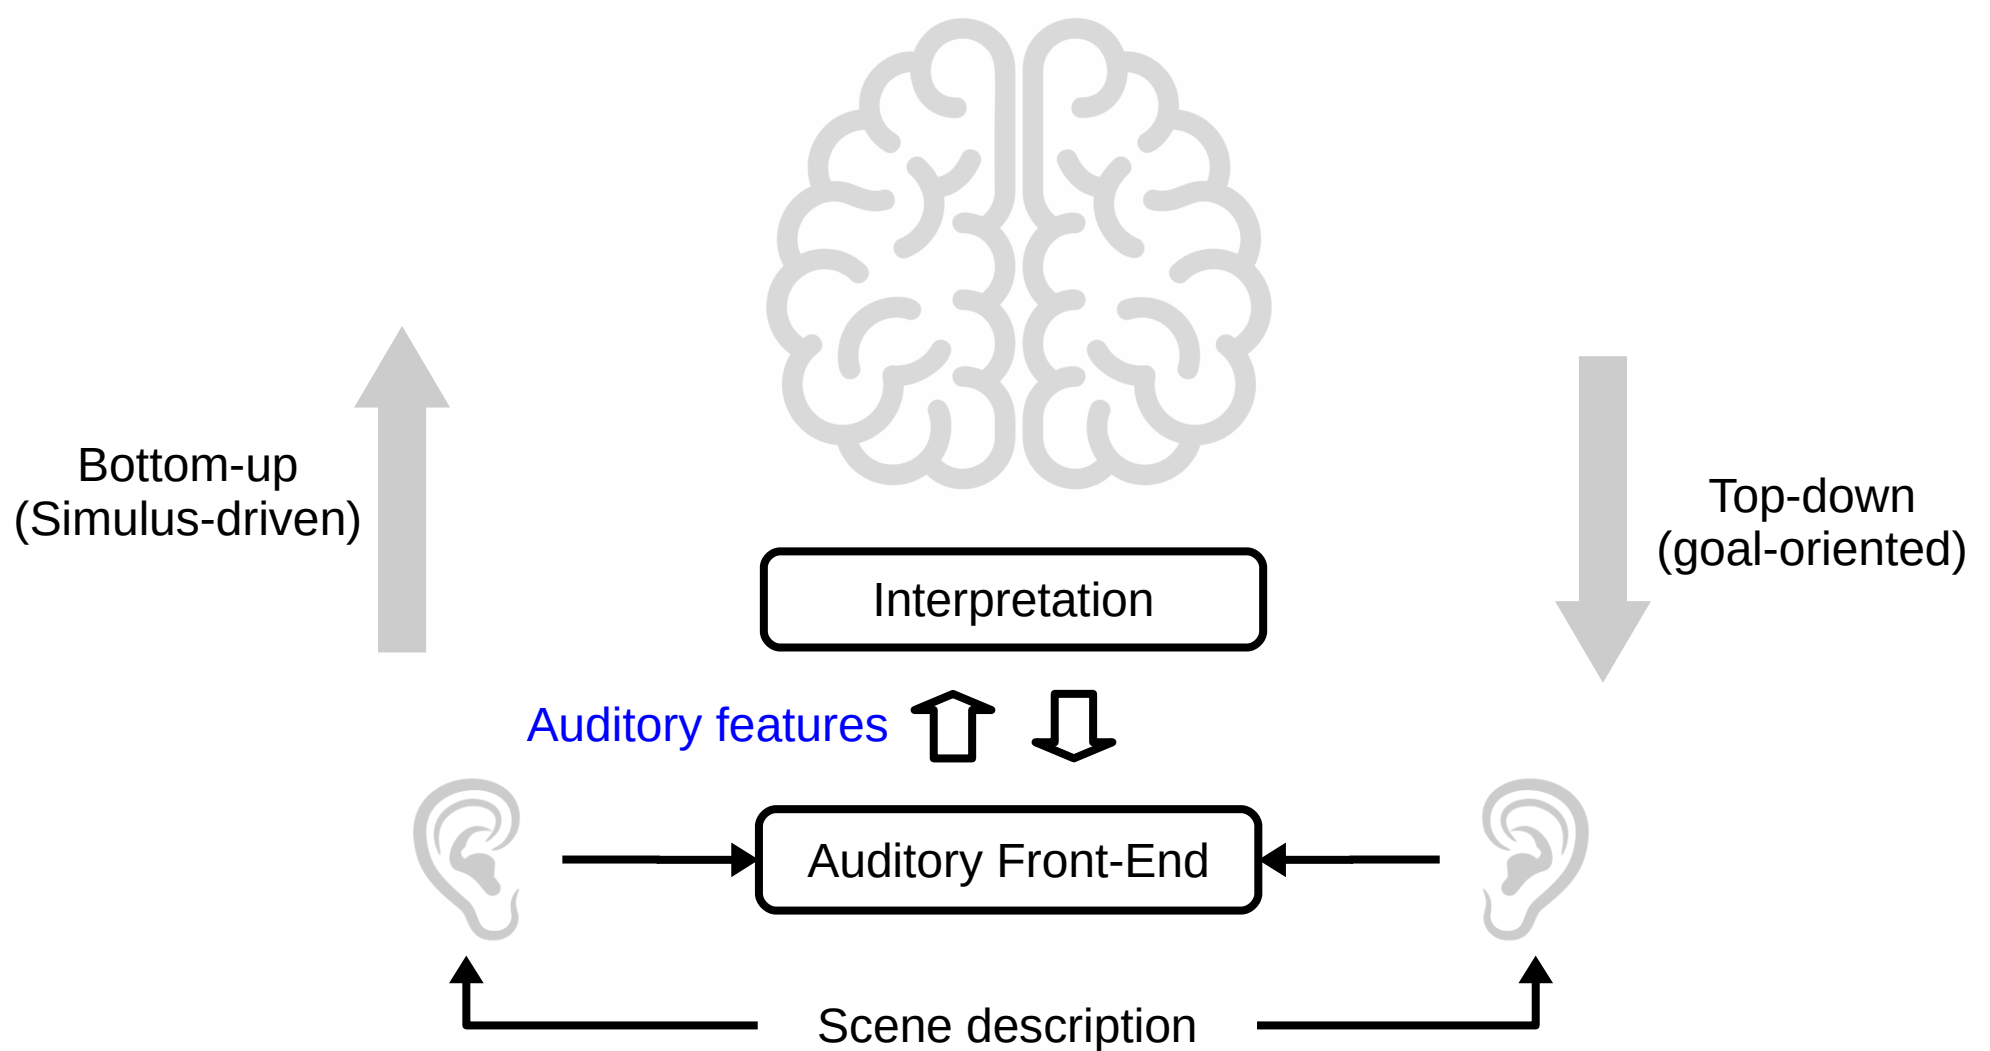 Bottom-up
(Simulus-driven)
Top-down
(goal-oriented)
Interpretation
Auditory features
Auditory Front-End
Scene description